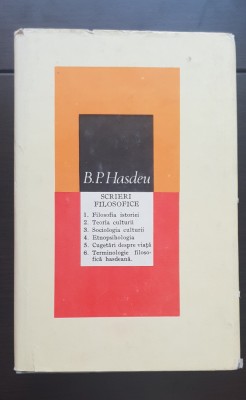 B.P. Hasdeu
SCRIERI
FILOSOFICE
1. Filosofia istoriei
2. Teoria culturii
3. Sociologia culturii
4. Etnopsihologia
5. Cugetări despre viață
6. Terminologie filoso-
fică hasdeană.